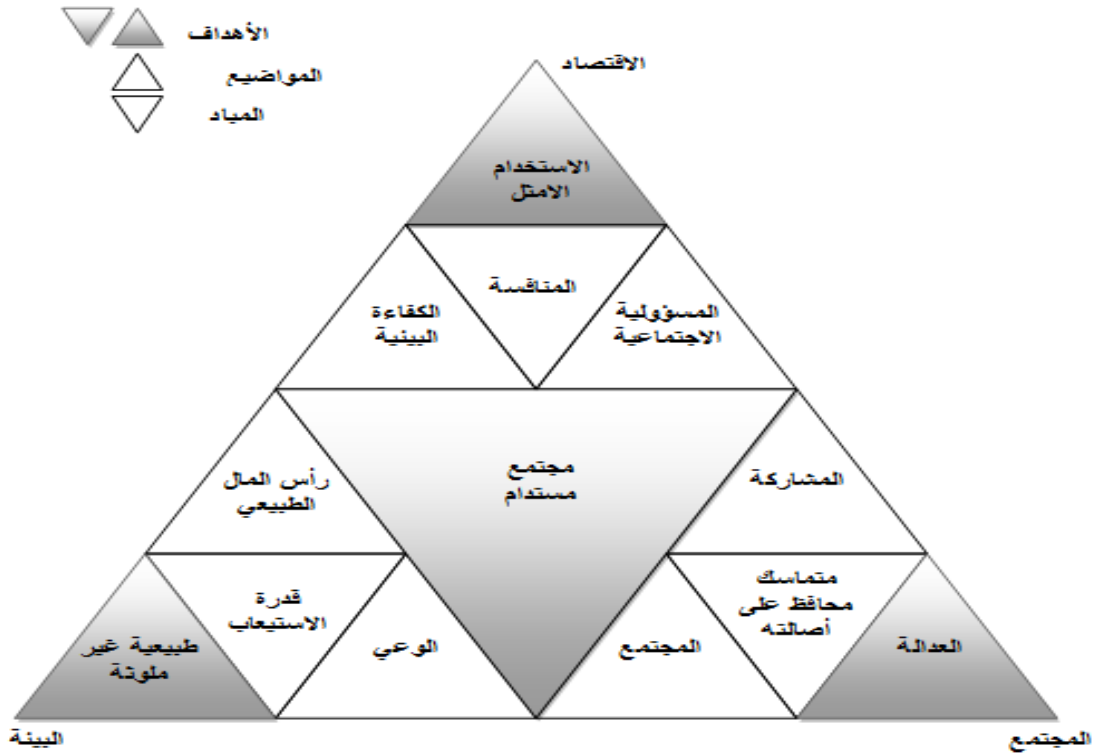 الأهداف
المواضيع
المباد
الاقتصاد
الاستخدام
الامثل
المنافسة
المسؤولية
الاجتماعية
الكفاءة
البيئية
مجتمع
مستدام
المشاركة
رأس المال
الطبيعي
متماسك
محافظ على
أصالته
قدرة
الاستيعاب
العدالة
المجتمع
الوعي
طبيعية غير
ملوثة
المجتمع
البيئة